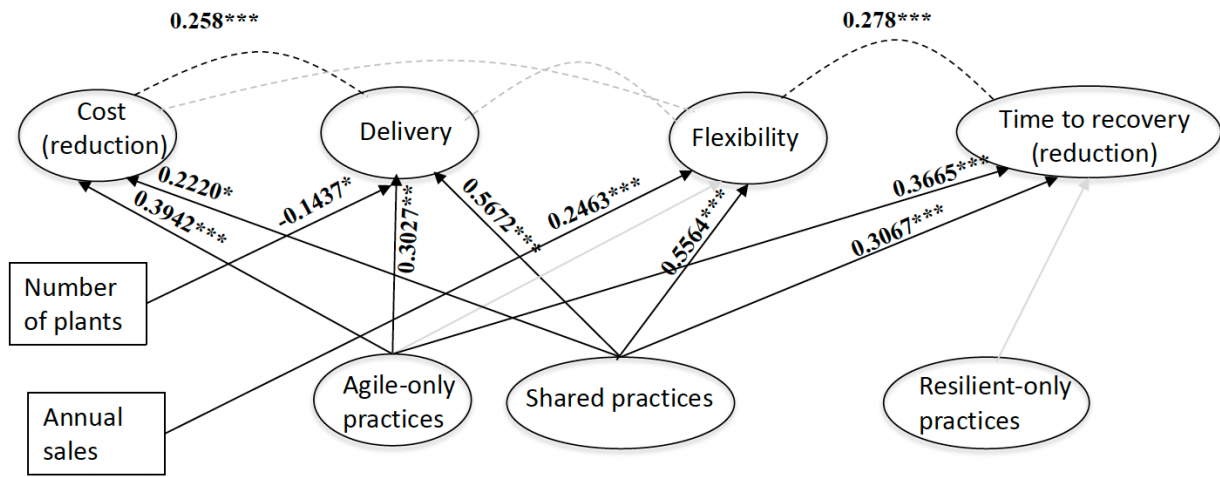 0.258***
0.278***
Cost
(reduction)
Delivery
Flexibility
Time to recovery
(reduction)
0.2220*
0.3942***
-0.1437*
0.3027**
0.5672***
0.2463***
0.5564***
0.3665***
0.3067***
Number
of plants
Annual
sales
Agile-only
practices
Shared practices
Resilient-only
practices